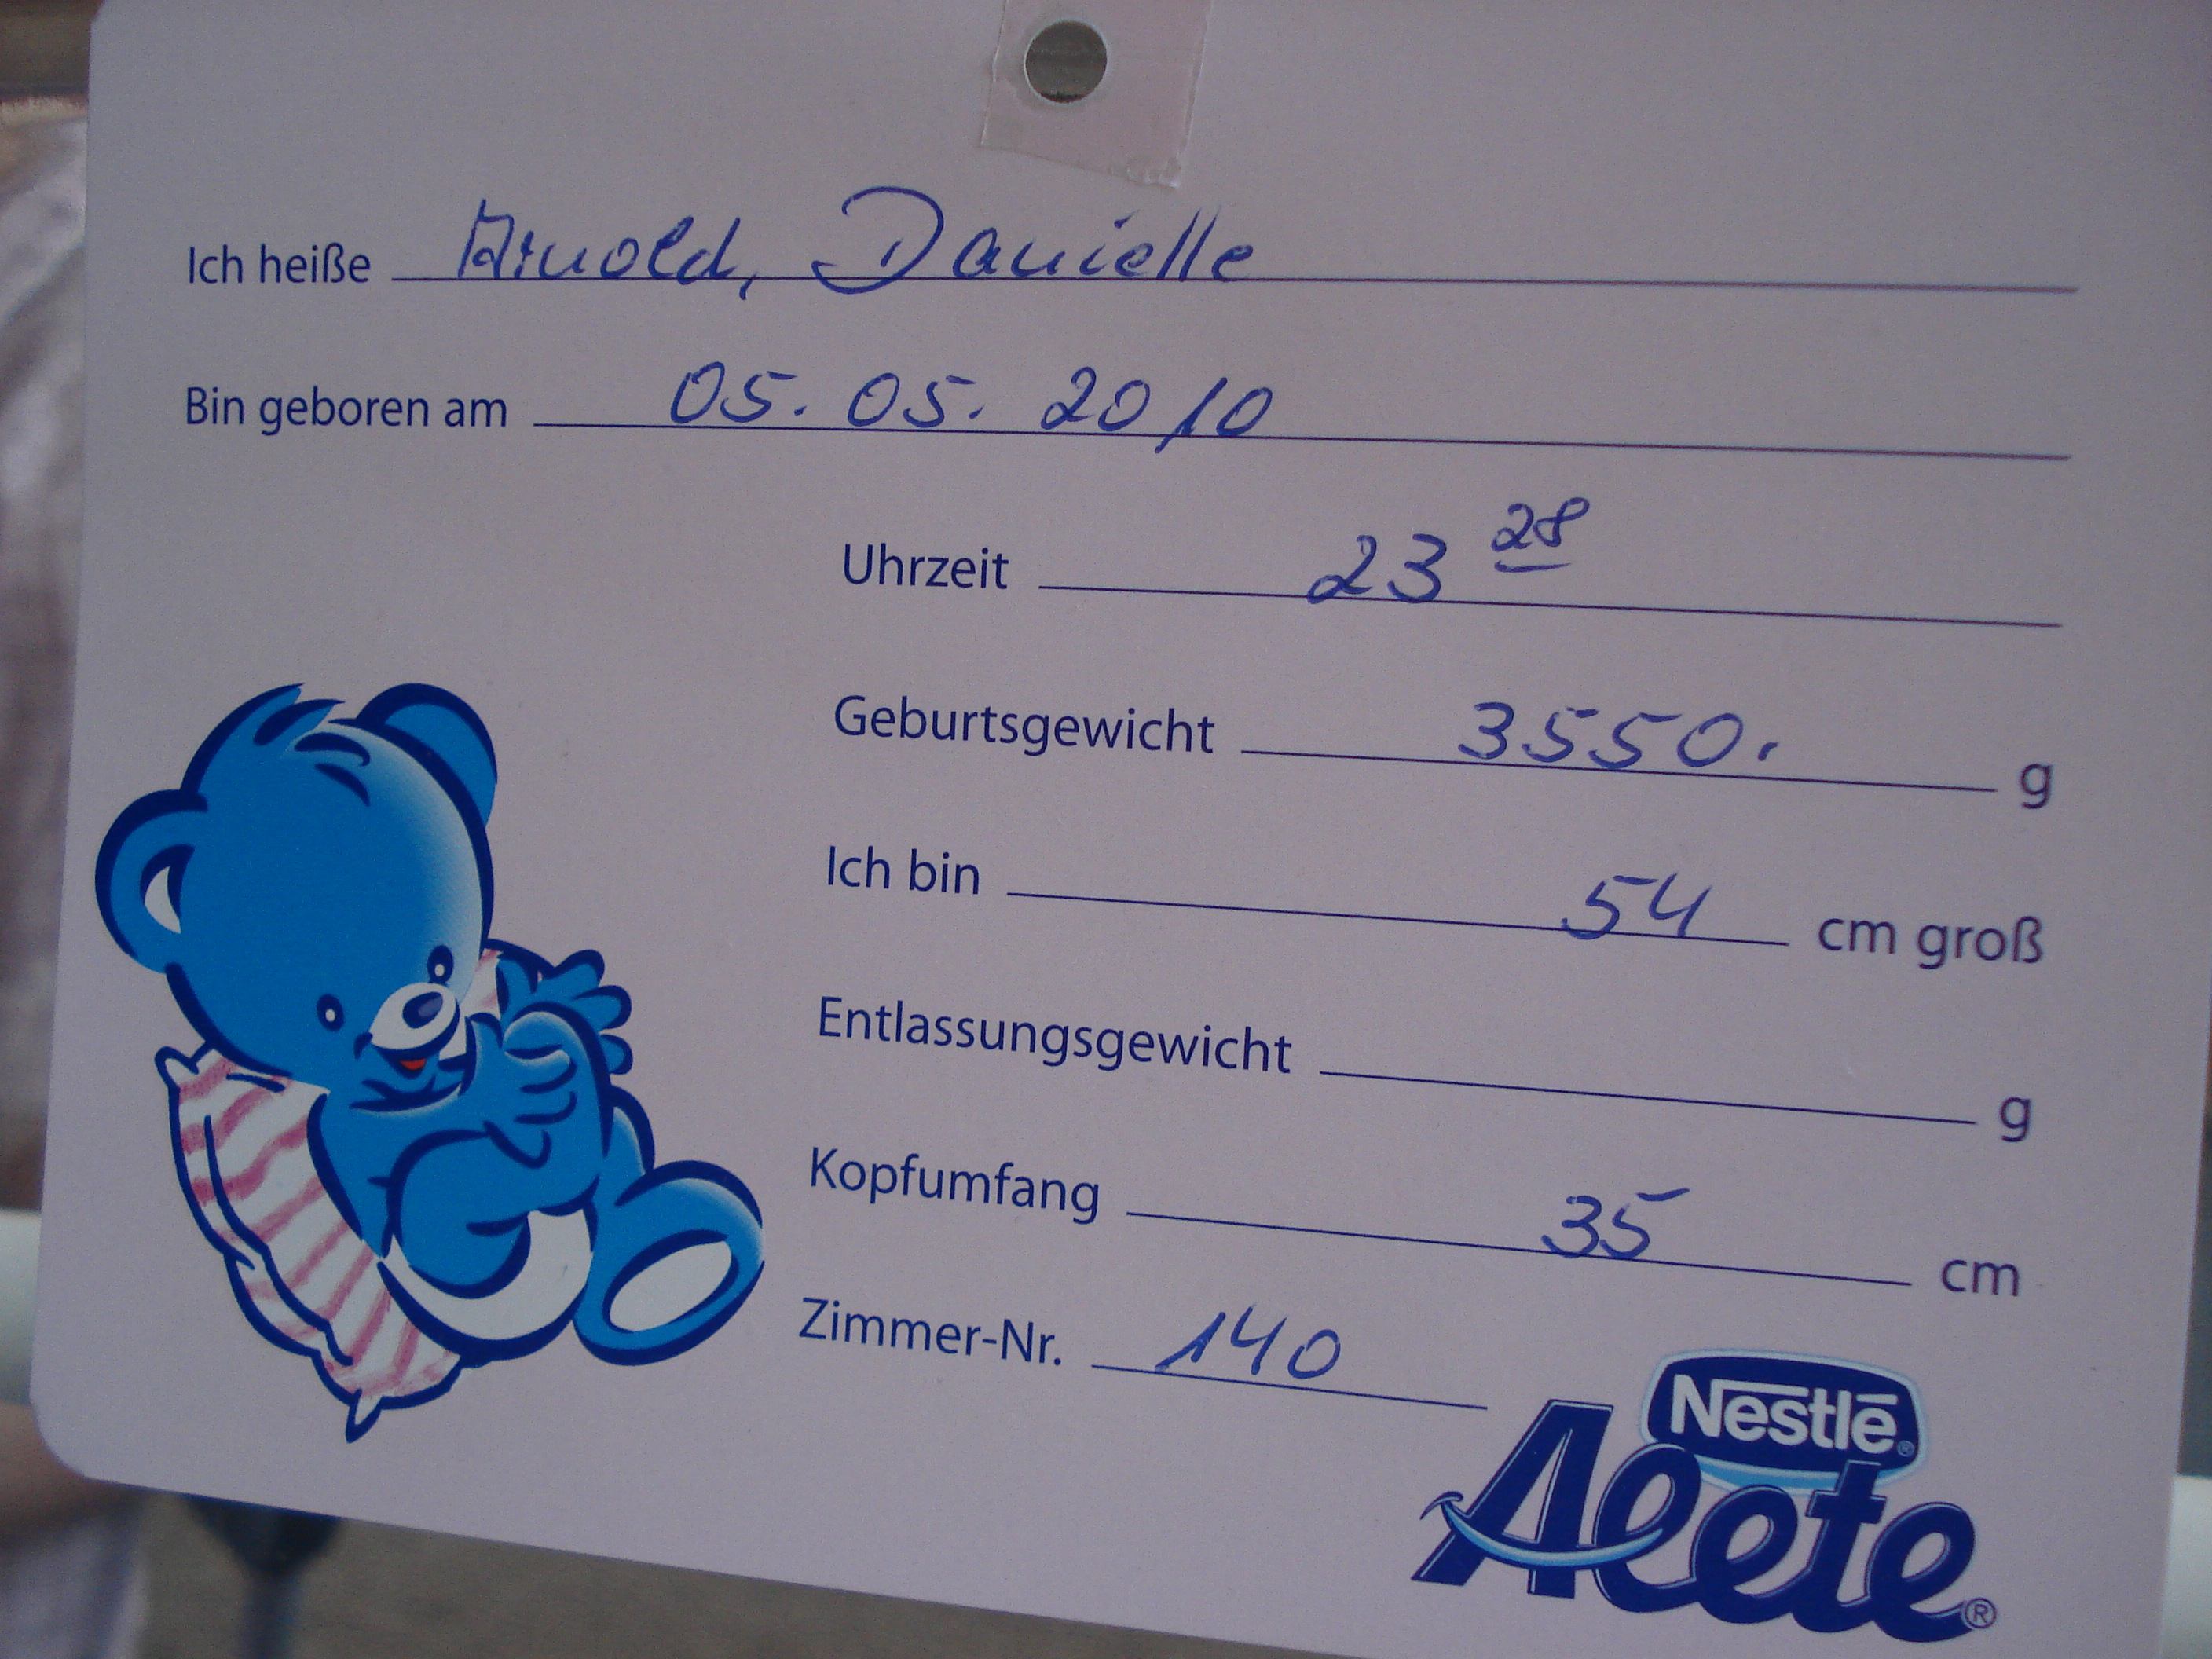 Ich heiße Arnold, Danielle
Bin geboren am 05.05.2010
Uhrzeit 23 28
Geburtsgewicht 3550. g
Ich bin 54 cm groß
Entlassungsgewicht g
Kopfumfang 35 cm
Zimmer-Nr. 140
Nestlé®
Alete®